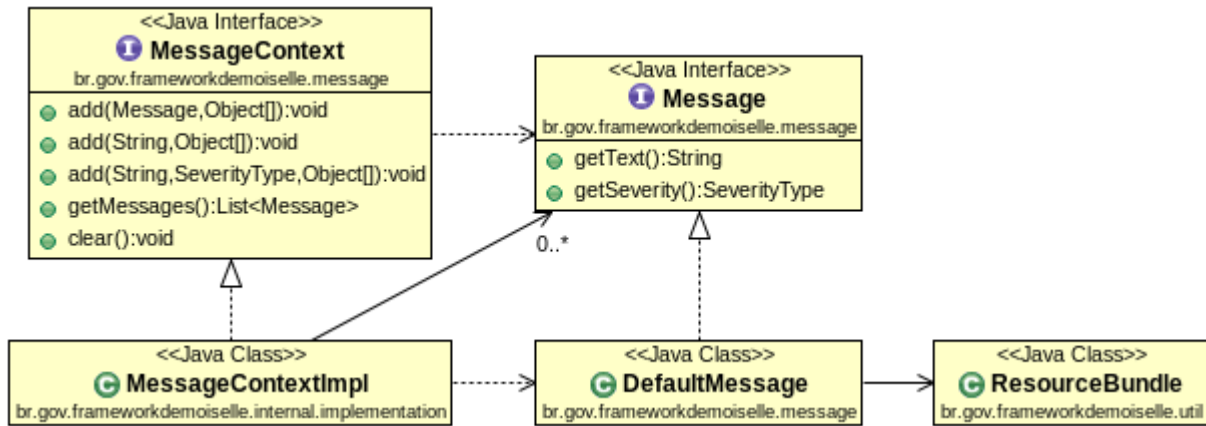 <<Java Interface>>
MessageContext
br.gov.frameworkdemoiselle.message
add(Message,Object[]):void
add(String,Object[]):void
add(String,SeverityType,Object[]):void
getMessages():List<Message>
clear():void
<<Java Interface>>
Message
br.gov.frameworkdemoiselle.message
getText():String
getSeverity():SeverityType
0..*
<<Java Class>>
MessageContextImpl
br.gov.frameworkdemoiselle.internal.implementation
<<Java Class>>
DefaultMessage
br.gov.frameworkdemoiselle.message
<<Java Class>>
ResourceBundle
br.gov.frameworkdemoiselle.util